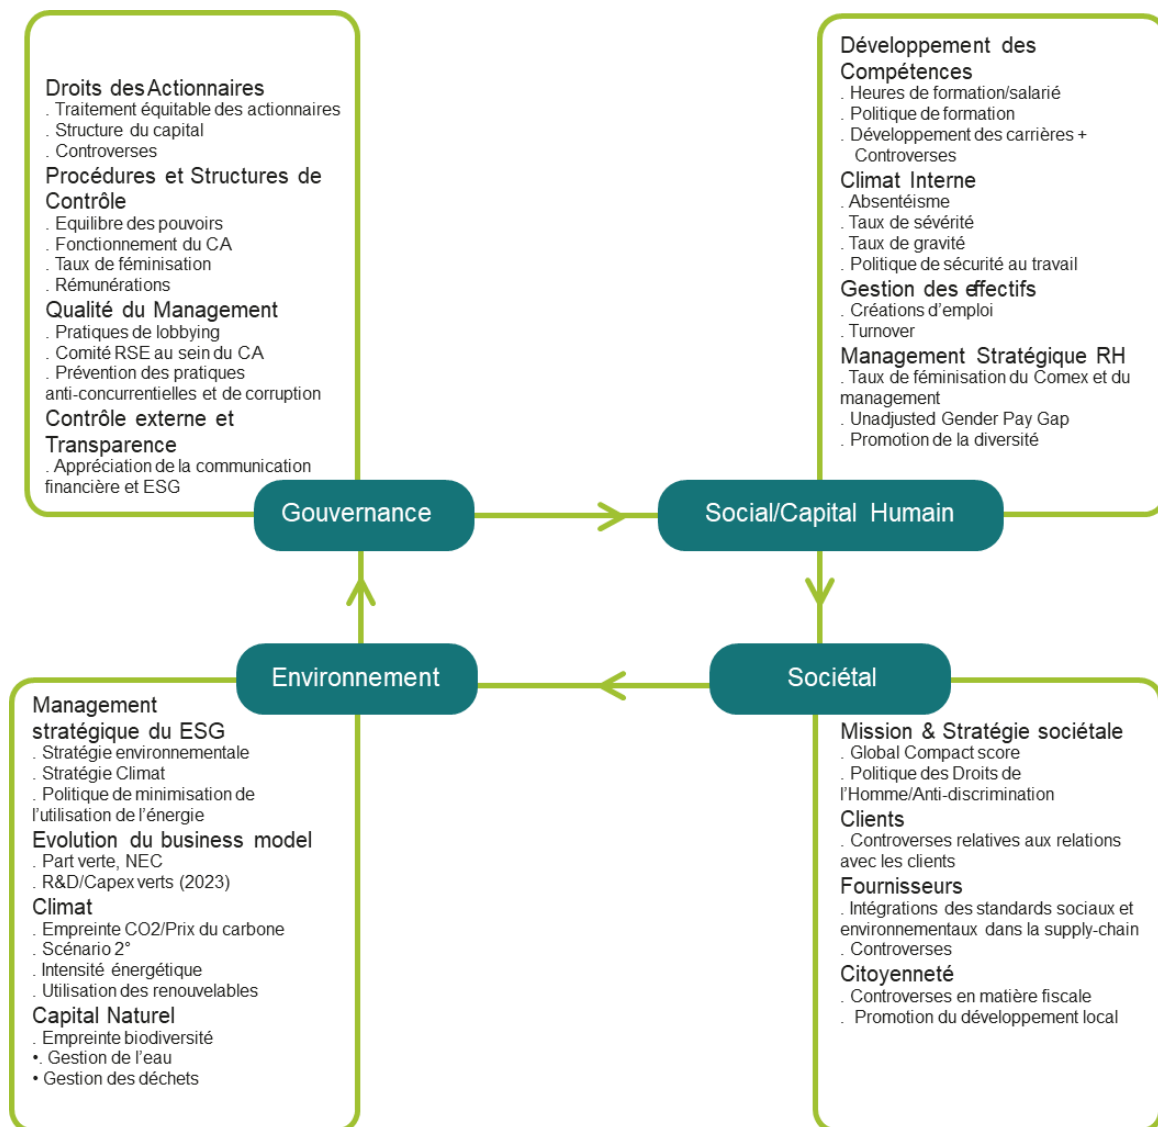 Droits des Actionnaires
. Traitement équitable des actionnaires
. Structure du capital
. Controverses
Procédures et Structures de
Contrôle
. Equilibre des pouvoirs
. Fonctionnement du CA
. Taux de féminisation
. Rémunérations
Qualité du Management
. Pratiques de lobbying
. Comité RSE au sein du CA
. Prévention des pratiques
anti-concurrentielles et de corruption
Contrôle externe et
Transparence
. Appréciation de la communication
financière et ESG
Gouvernance
Développement des
Compétences
. Heures de formation/salarié
. Politique de formation
. Développement des carrières +
Controverses
Climat Interne
. Absentéisme
. Taux de sévérité
. Taux de gravité
. Politique de sécurité au travail
Gestion des effectifs
. Créations d’emploi
. Turnover
Management Stratégique RH
. Taux de féminisation du Comex et du
management
. Unadjusted Gender Pay Gap
. Promotion de la diversité
Social/Capital Humain
Environnement
Management
stratégique du ESG
. Stratégie environnementale
. Stratégie Climat
. Politique de minimisation de
l’utilisation de l’énergie
Evolution du business model
. Part verte, NEC
. R&D/Capex verts (2023)
Climat
. Empreinte CO2/Prix du carbone
. Scénario 2°
. Intensité énergétique
. Utilisation des renouvelables
Capital Naturel
. Empreinte biodiversité
•. Gestion de l’eau
• Gestion des déchets
Sociétal
Mission & Stratégie sociétale
. Global Compact score
. Politique des Droits de
l’Homme/Anti-discrimination
Clients
. Controverses relatives aux relations
avec les clients
Fournisseurs
. Intégrations des standards sociaux et
environnementaux dans la supply-chain
. Controverses
Citoyenneté
. Controverses en matière fiscale
. Promotion du développement local